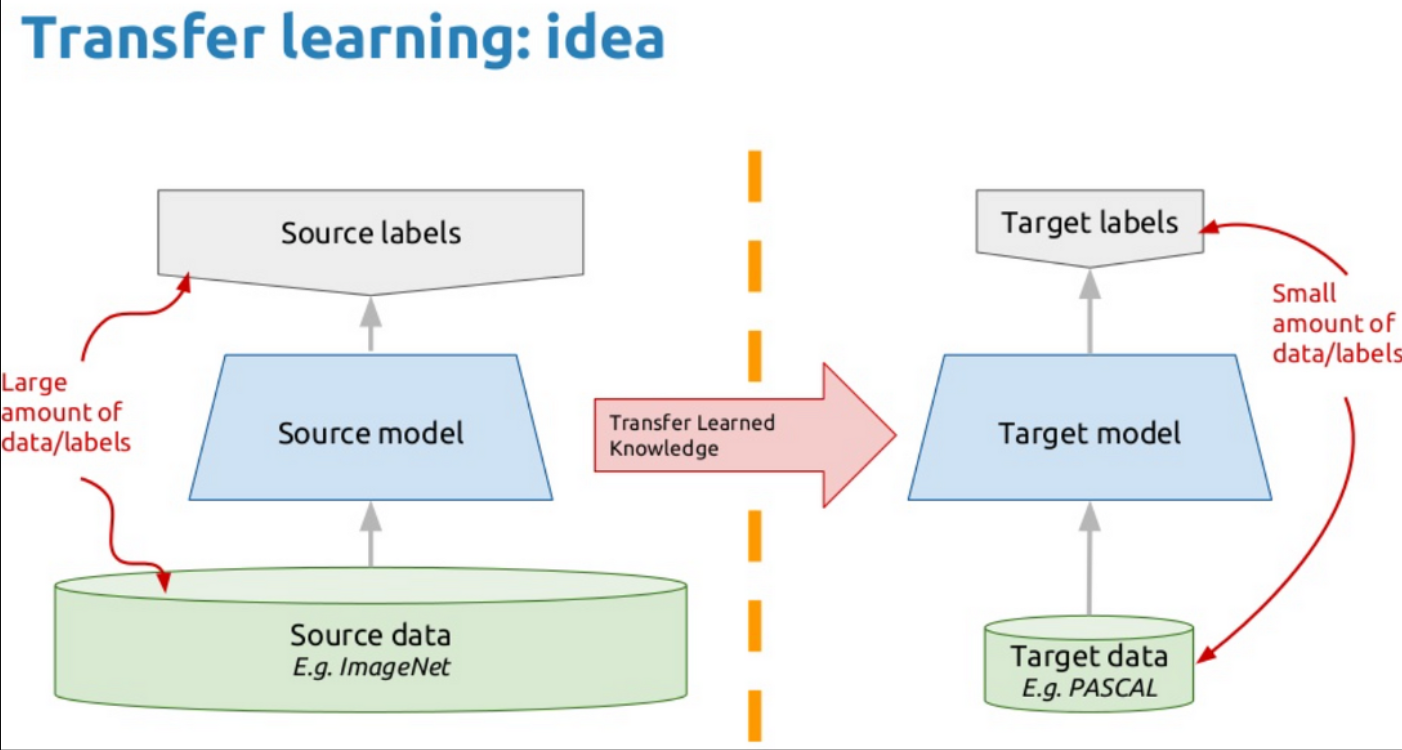 Transfer learning: idea
Source labels
Large
amount of
data/labels
Source model
Source data
E.g. ImageNet
Transfer Learned
Knowledge
Target labels
Small
amount of
data/labels
Target model
Target data
E.g. PASCAL